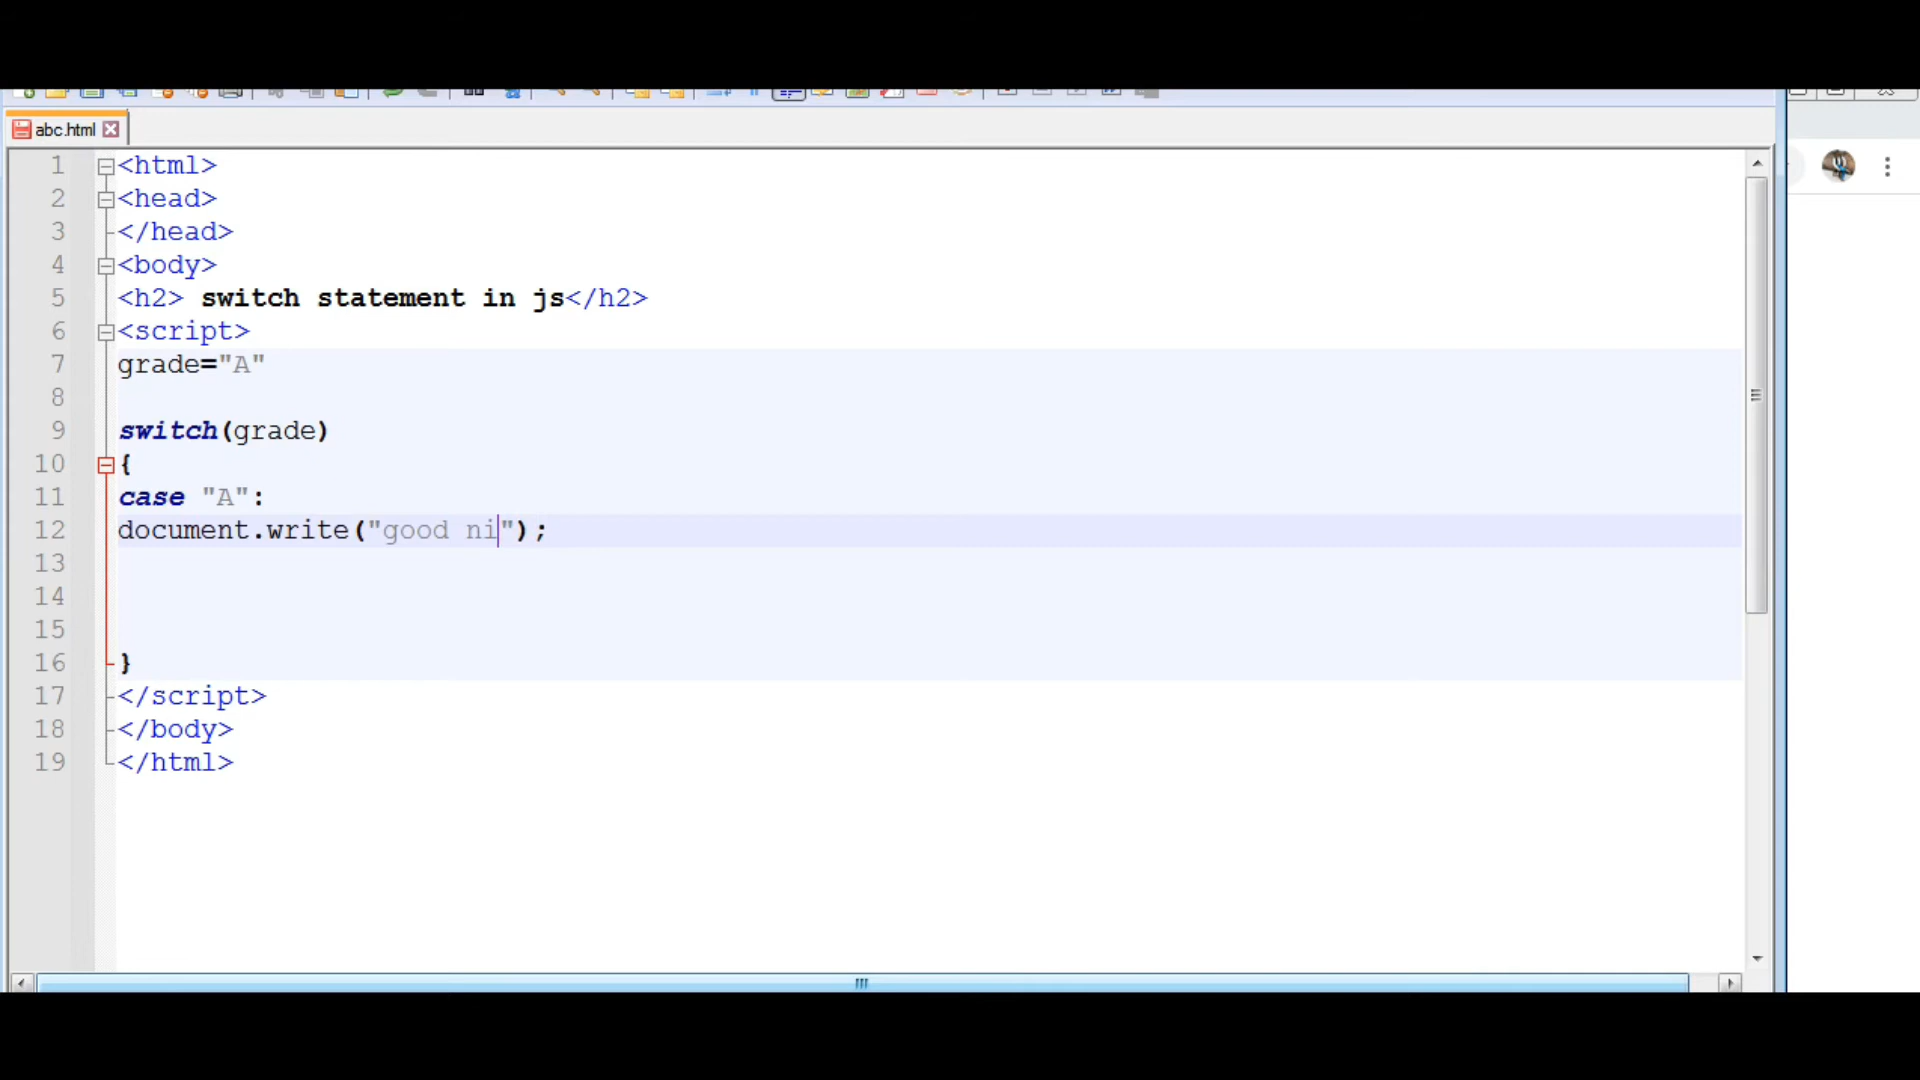 abc.html
1 <html>
2 <head>
3 </head>
4 <body>
5 <h2> switch statement in js</h2>
6 <script>
7 grade="A"
8
9 switch(grade)
10 {
11 case "A":
12 document.write("good ni");
13
14
15
16 }
17 </script>
18 </body>
19 </html>